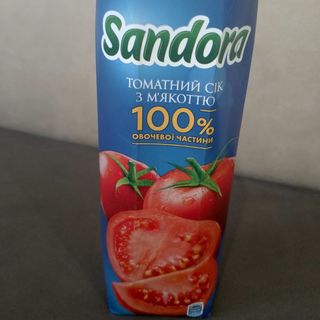 Sandora
ТОМАТНИЙ СІК
З М'ЯКОТТЮ
100%
ОВОЧЕВОЇ ЧАСТИНИ